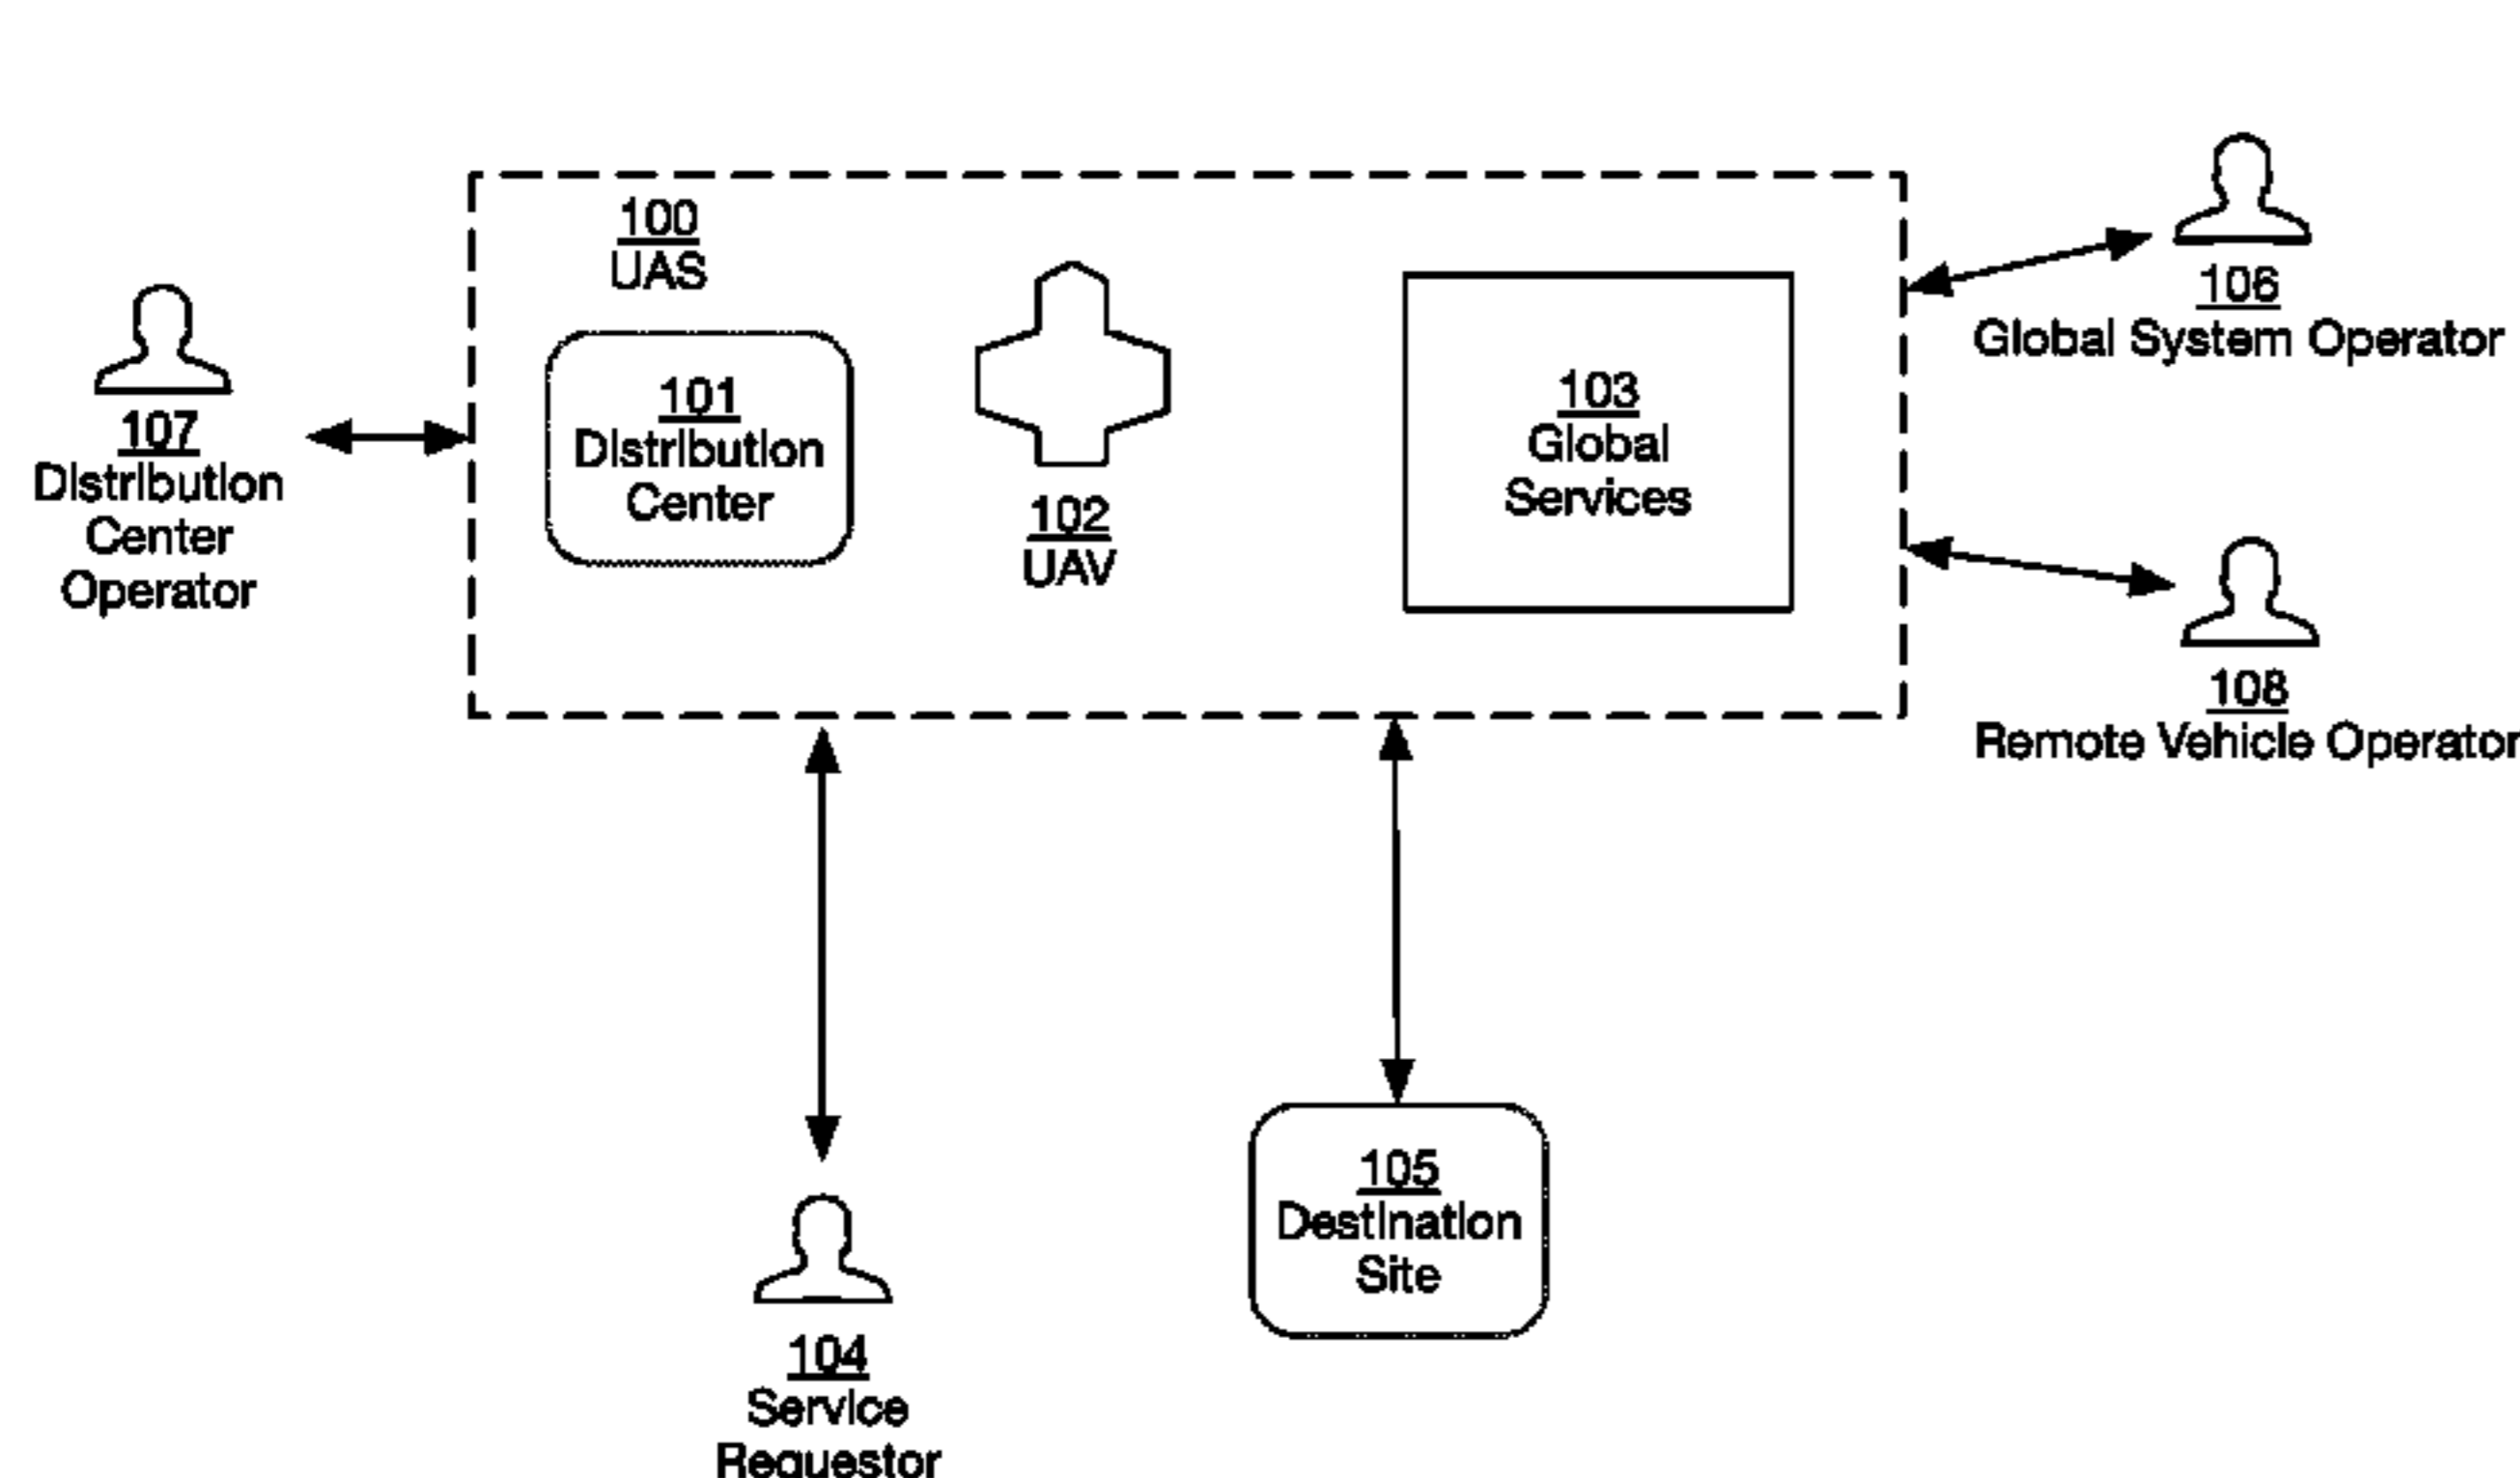 100
UAS
101
Distribution
Center
102
UAV
103
Global
Services
106
Global System Operator
107
Distribution
Center
Operator
108
Remote Vehicle Operator
105
Destination
Site
104
Service
Requestor